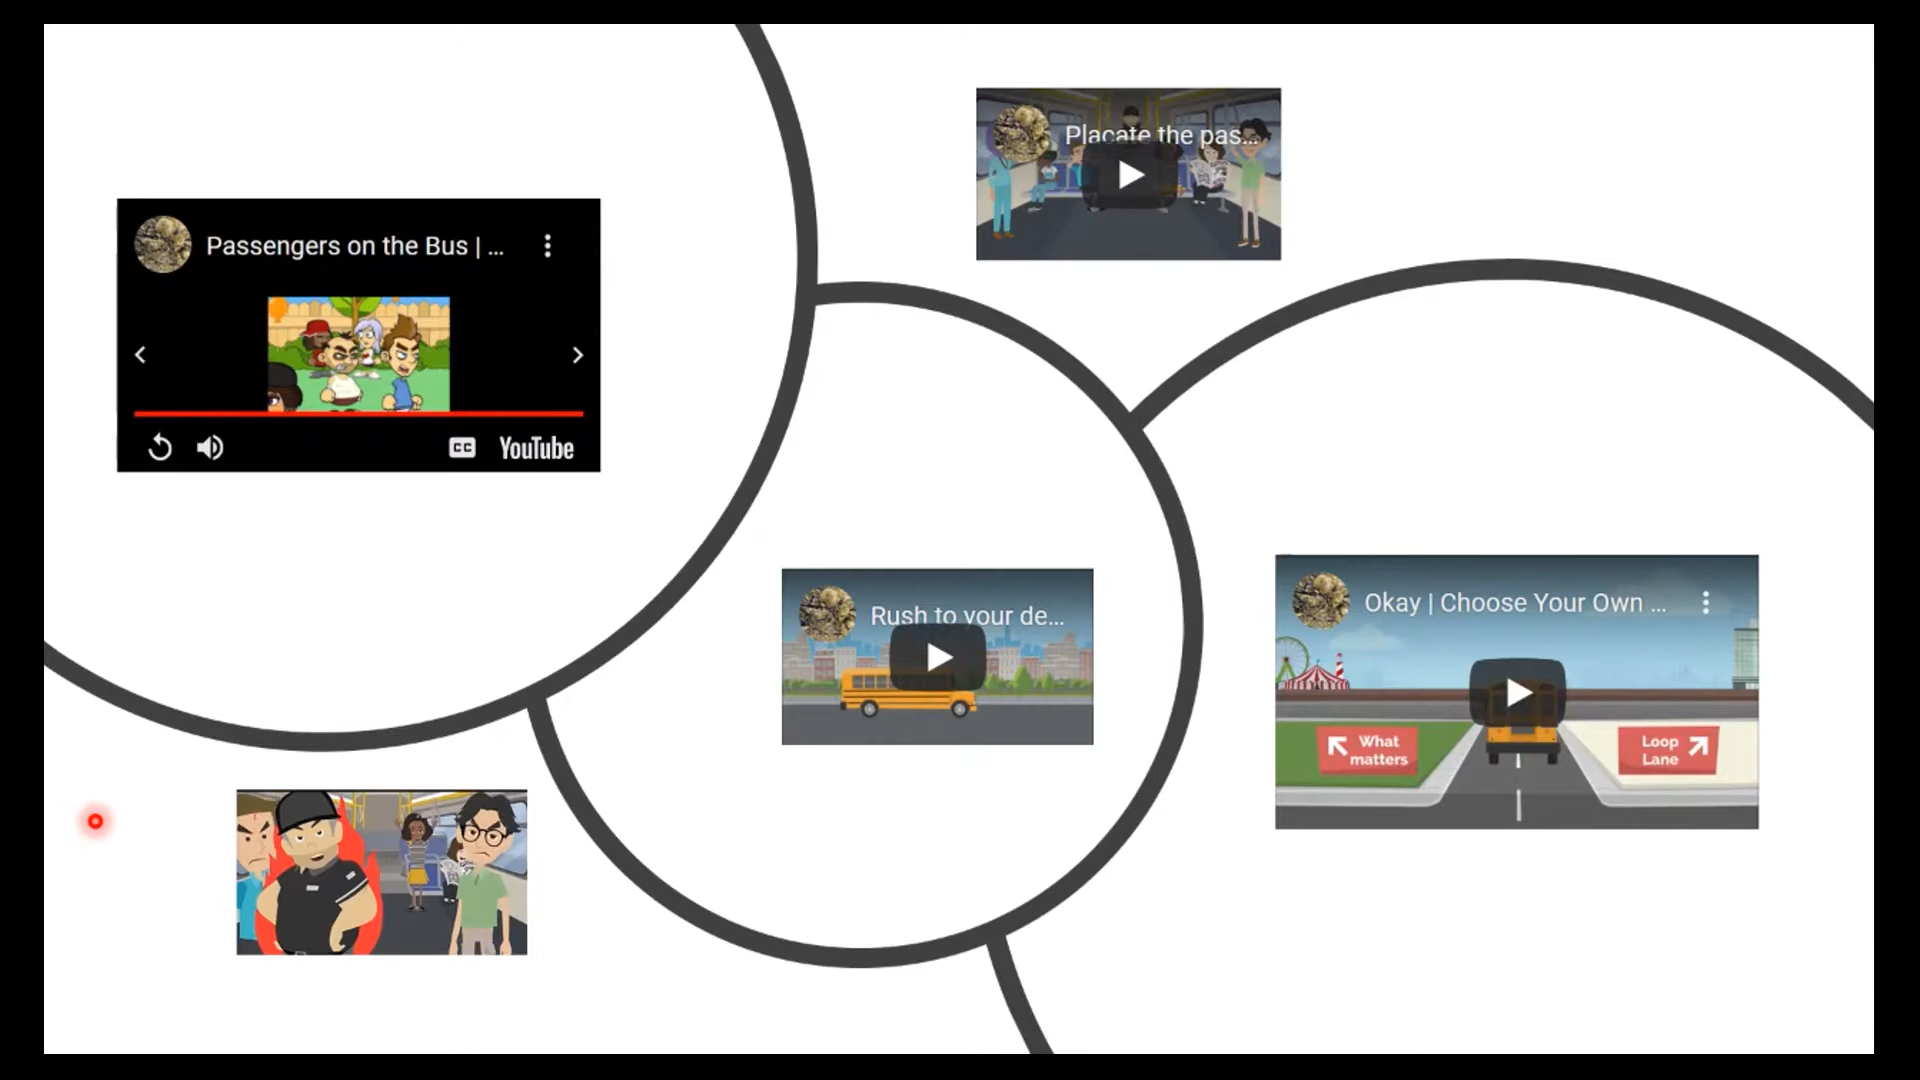 Placate the pas...
Passengers on the Bus | ...
CC YouTube
Rush to your de...
Okay | Choose Your Own ...
What
matters
Loop
Lane